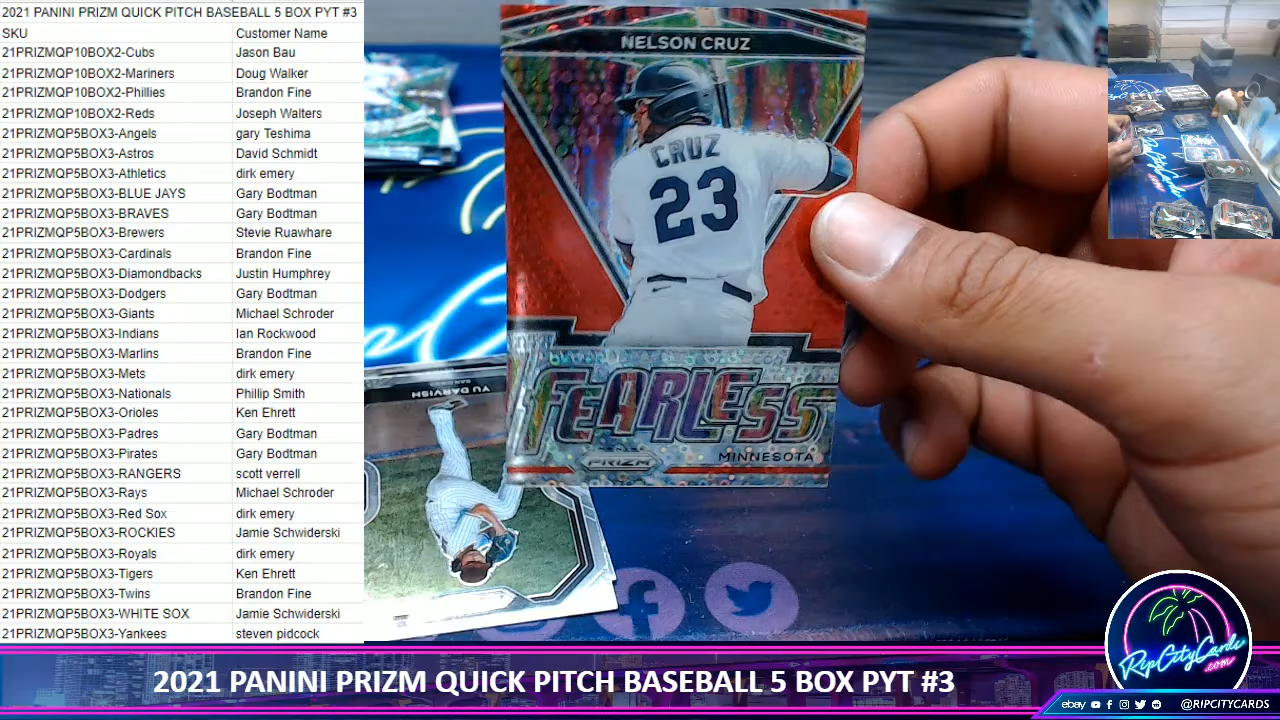 2021 PANINI PRIZM QUICK PITCH BASEBALL 5 BOX PYT #3
SKU Customer Name
21PRIZMQP10BOX2-Cubs Jason Bau
21PRIZMQP10BOX2-Mariners Doug Walker
21PRIZMQP10BOX2-Phillies Brandon Fine
21PRIZMQP10BOX2-Reds Joseph Walters
21PRIZMQP5BOX3-Angels gary Teshima
21PRIZMQP5BOX3-Astros David Schmidt
21PRIZMQP5BOX3-Athletics dirk emery
21PRIZMQP5BOX3-BLUE JAYS Gary Bodtman
21PRIZMQP5BOX3-BRAVES Gary Bodtman
21PRIZMQP5BOX3-Brewers Stevie Ruawhare
21PRIZMQP5BOX3-Cardinals Brandon Fine
21PRIZMQP5BOX3-Diamondbacks Justin Humphrey
21PRIZMQP5BOX3-Dodgers Gary Bodtman
21PRIZMQP5BOX3-Giants Michael Schroder
21PRIZMQP5BOX3-Indians Ian Rockwood
21PRIZMQP5BOX3-Marlins Brandon Fine
21PRIZMQP5BOX3-Mets dirk emery
21PRIZMQP5BOX3-Nationals Phillip Smith
21PRIZMQP5BOX3-Orioles Ken Ehrett
21PRIZMQP5BOX3-Padres Gary Bodtman
21PRIZMQP5BOX3-Pirates Gary Bodtman
21PRIZMQP5BOX3-RANGERS scott verrell
21PRIZMQP5BOX3-Rays Michael Schroder
21PRIZMQP5BOX3-Red Sox dirk emery
21PRIZMQP5BOX3-ROCKIES Jamie Schwiderski
21PRIZMQP5BOX3-Royals dirk emery
21PRIZMQP5BOX3-Tigers Ken Ehrett
21PRIZMQP5BOX3-Twins Brandon Fine
21PRIZMQP5BOX3-WHITE SOX Jamie Schwiderski
21PRIZMQP5BOX3-Yankees steven pidcock
NELSON CRUZ
CRUZ
23
FEARLESS
PRIZM
MINNESOTA
YU DARVISH
SAN DIEGO
RipCityCards
.com
2021 PANINI PRIZM QUICK PITCH BASEBALL 5 BOX PYT #3
ebay @RIPCITYCARDS